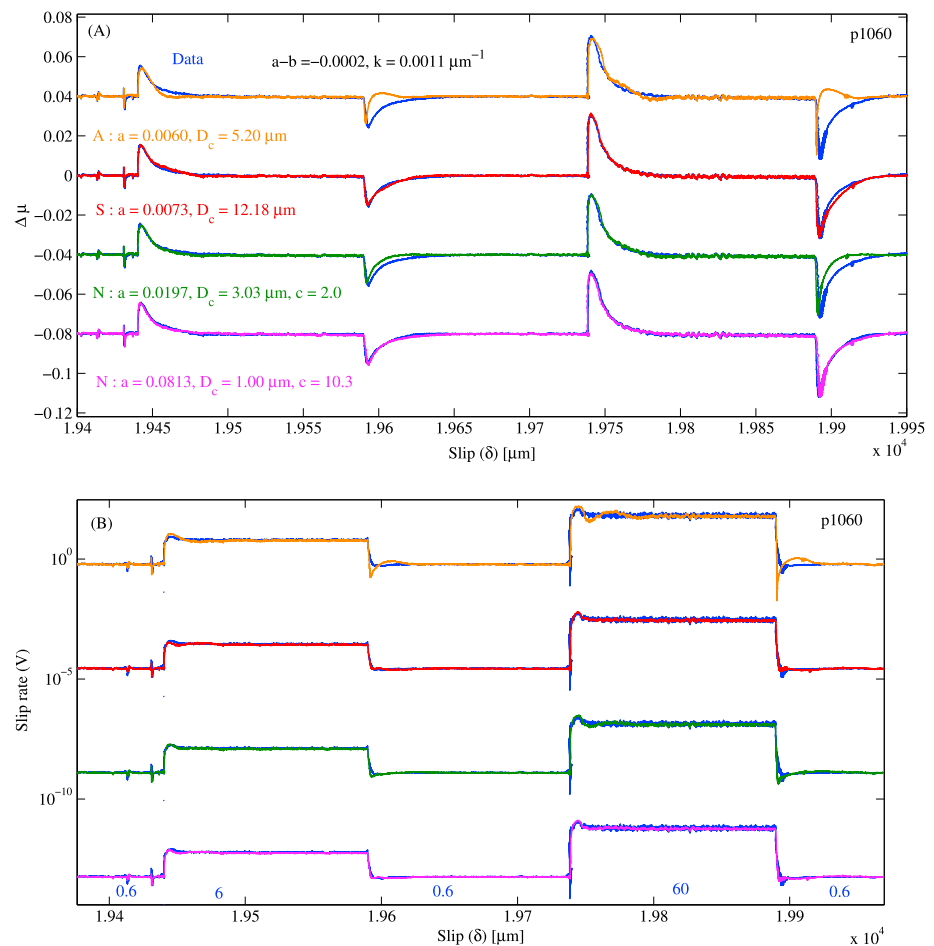 (A)
p1060
Data
a−b =−0.0002, k = 0.0011 μm−1
A : a = 0.0060, Dc = 5.20 μm
S : a = 0.0073, Dc = 12.18 μm
N : a = 0.0197, Dc = 3.03 μm, c = 2.0
N : a = 0.0813, Dc = 1.00 μm, c = 10.3
Δ μ
0.08
0.06
0.04
0.02
0
−0.02
−0.04
−0.06
−0.08
−0.1
−0.12
1.94 1.945 1.95 1.955 1.96 1.965 1.97 1.975 1.98 1.985 1.99 1.995
Slip (δ) [μm]
x 104
(B)
p1060
Slip rate (V)
100
10−5
10−10
0.6 6 0.6 60 0.6
1.94 1.95 1.96 1.97 1.98 1.99
Slip (δ) [μm]
x 104